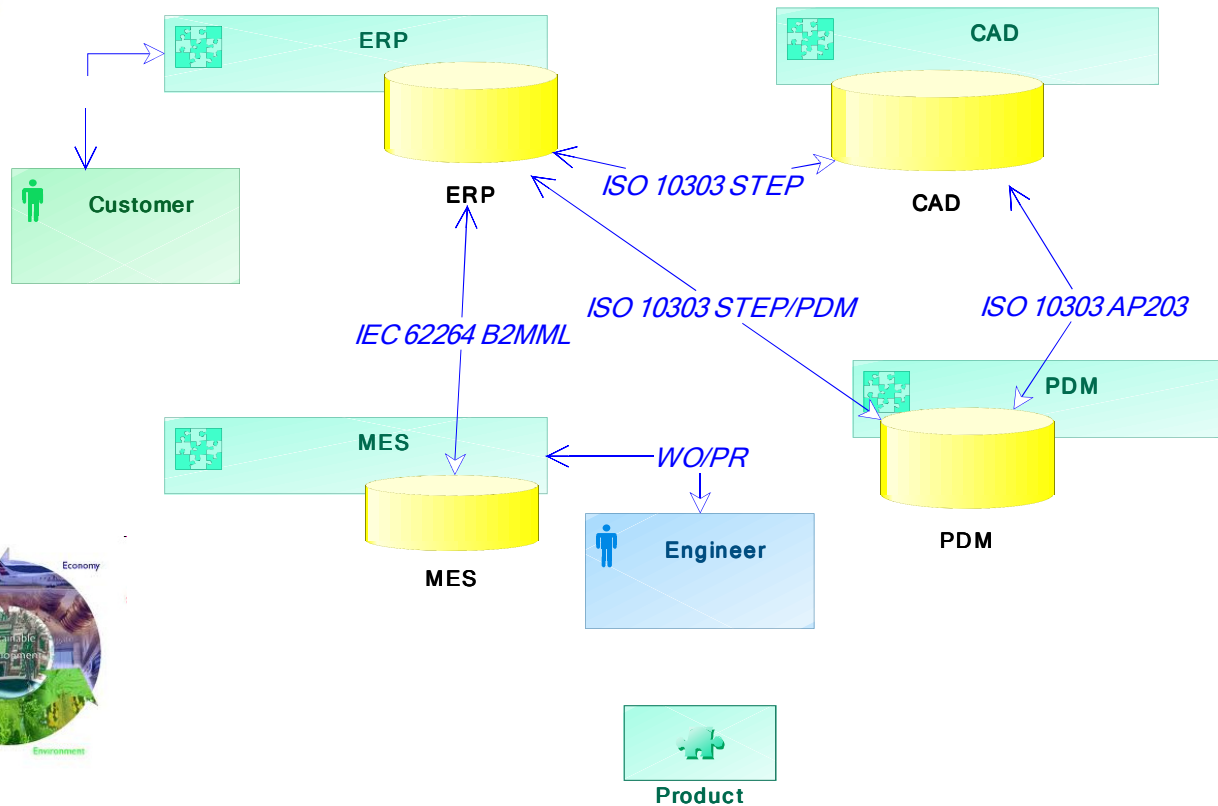 ERP
CAD
ERP
CAD
ISO 10303 STEP
Customer
ISO 10303 STEP/PDM
ISO 10303 AP203
IEC 62264 B2MML
PDM
MES
WO/PR
PDM
Engineer
MES
Economy
Environment
Product